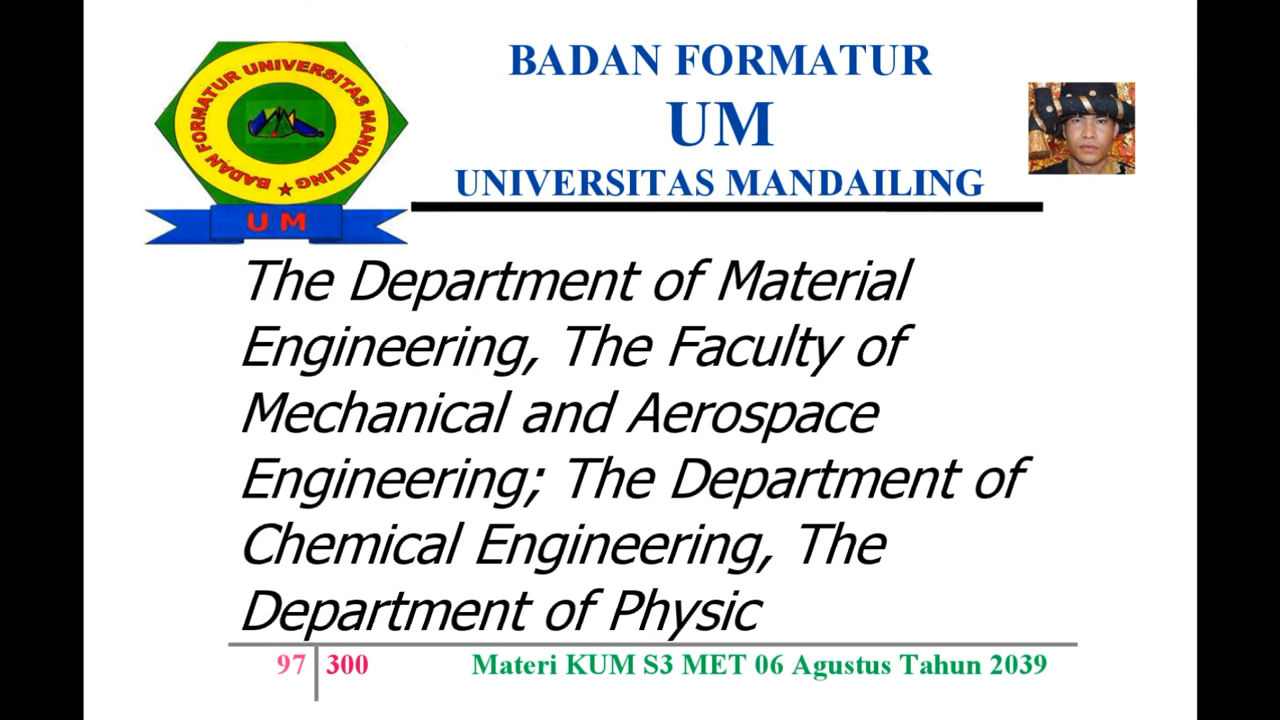 BADAN FORMATUR UNIVERSITAS MANDAILING
U M
BADAN FORMATUR
UM
UNIVERSITAS MANDAILING
The Department of Material
Engineering, The Faculty of
Mechanical and Aerospace
Engineering; The Department of
Chemical Engineering, The
Department of Physic
97 300 Materi KUM S3 MET 06 Agustus Tahun 2039